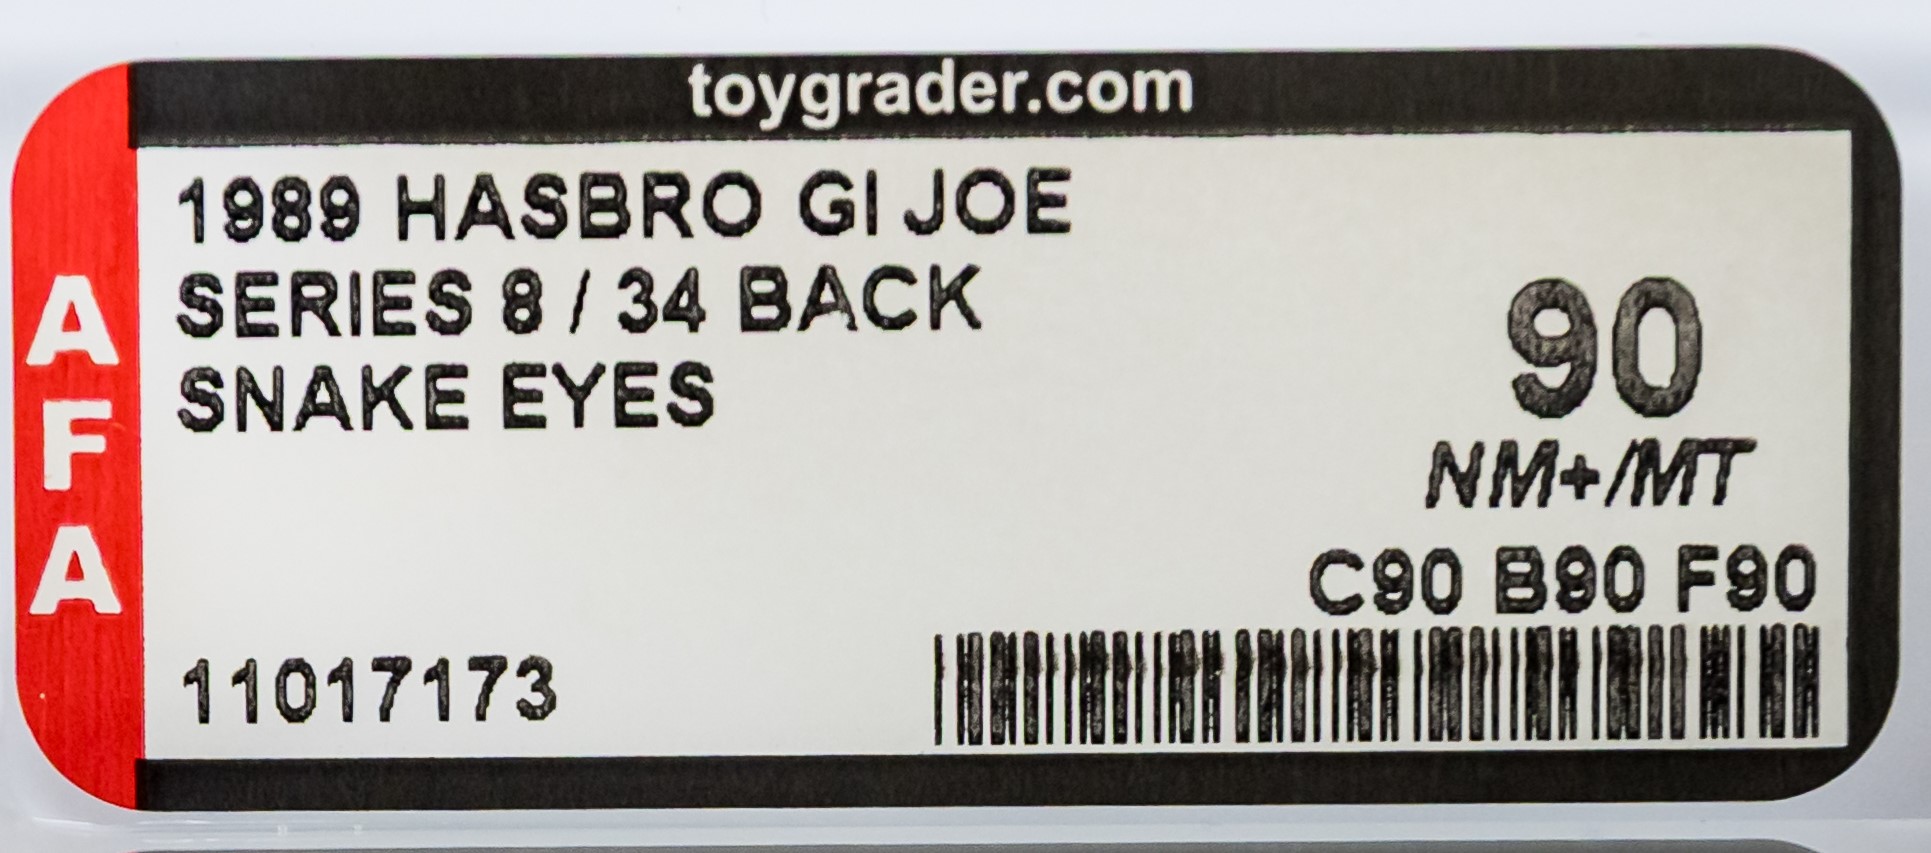 toygrader.com
AFA
1989 HASBRO GI JOE
SERIES 8 / 34 BACK
SNAKE EYES
90
NM+/MT
C90 B90 F90
11017173